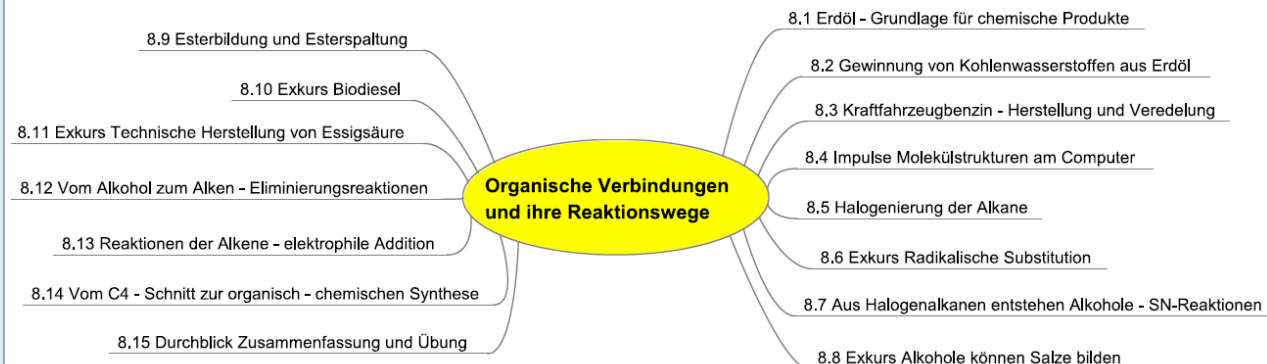 Organische Verbindungen
und ihre Reaktionswege
8.1 Erdöl - Grundlage für chemische Produkte
8.2 Gewinnung von Kohlenwasserstoffen aus Erdöl
8.3 Kraftfahrzeugbenzin - Herstellung und Veredelung
8.4 Impulse Molekülstrukturen am Computer
8.5 Halogenierung der Alkane
8.6 Exkurs Radikalische Substitution
8.7 Aus Halogenalkanen entstehen Alkohole - SN-Reaktionen
8.8 Exkurs Alkohole können Salze bilden
8.9 Esterbildung und Esterspaltung
8.10 Exkurs Biodiesel
8.11 Exkurs Technische Herstellung von Essigsäure
8.12 Vom Alkohol zum Alken - Eliminierungsreaktionen
8.13 Reaktionen der Alkene - elektrophile Addition
8.14 Vom C4 - Schnitt zur organisch - chemischen Synthese
8.15 Durchblick Zusammenfassung und Übung